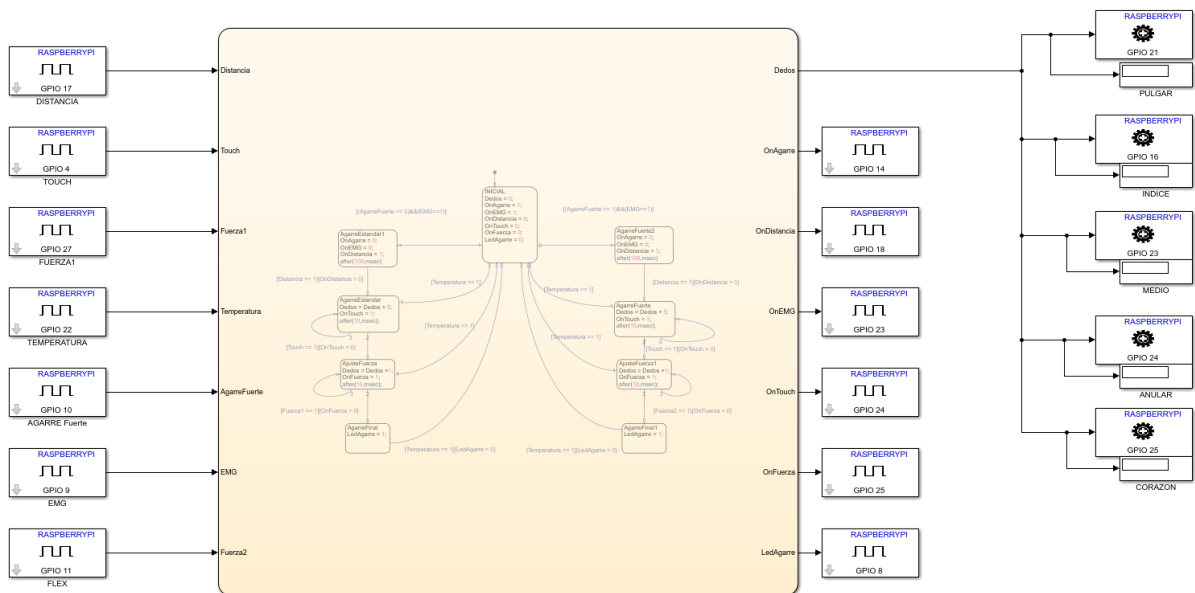 RASPBERRYPI
GPIO 17
DISTANCIA
RASPBERRYPI
GPIO 4
TOUCH
RASPBERRYPI
GPIO 27
FUERZA1
RASPBERRYPI
GPIO 22
TEMPERATURA
RASPBERRYPI
GPIO 10
AGARRE Fuerte
RASPBERRYPI
GPIO 9
EMG
RASPBERRYPI
GPIO 11
FLEX
Distancia
Touch
Fuerza1
Temperatura
AgarreFuerte
EMG
Fuerza2
INICIAL
Dedos = 0;
OnAgarre = 1;
OnEMG = 1;
OnDistancia = 0;
OnTouch = 0;
OnFuerza = 0;
LedAgarre = 0;
[(AgarreFuerte == 0)&&(EMG==1)]
AgarreEstandar1
OnAgarre = 0;
OnEMG = 0;
OnDistancia = 1;
after(100,msec)
[Distancia == 1]{OnDistancia = 0}
[Temperatura == 1]
AgarreEstandar
Dedos = Dedos + 5;
OnTouch = 1;
after(10,msec);
[Temperatura == 1]
[Touch == 1]{OnTouch = 0}
AjusteFuerza
Dedos = Dedos +1;
OnFuerza = 1;
after(10,msec);
[Fuerza1 == 1]{OnFuerza = 0}
AgarreFinal
LedAgarre = 1;
[Temperatura == 1]{LedAgarre = 0}
[(AgarreFuerte == 1)&&(EMG==1)]
AgarreFuerte2
OnAgarre = 0;
OnEMG = 0;
OnDistancia = 1;
after(100,msec)
[Distancia == 1]{OnDistancia = 0}
[Temperatura == 1]
AgarreFuerte
Dedos = Dedos + 5;
OnTouch = 1;
after(10,msec);
[Temperatura == 1]
[Touch == 1]{OnTouch = 0}
AjusteFuerza1
Dedos = Dedos +1;
OnFuerza = 1;
after(10,msec);
[Fuerza2 == 1]{OnFuerza = 0}
AgarreFinal1
LedAgarre = 1;
[Temperatura == 1]{LedAgarre = 0}
Dedos
OnAgarre
OnDistancia
OnEMG
OnTouch
OnFuerza
LedAgarre
RASPBERRYPI
GPIO 14
RASPBERRYPI
GPIO 18
RASPBERRYPI
GPIO 23
RASPBERRYPI
GPIO 24
RASPBERRYPI
GPIO 25
RASPBERRYPI
GPIO 8
RASPBERRYPI
GPIO 21
PULGAR
RASPBERRYPI
GPIO 16
INDICE
RASPBERRYPI
GPIO 23
MEDIO
RASPBERRYPI
GPIO 24
ANULAR
RASPBERRYPI
GPIO 25
CORAZON